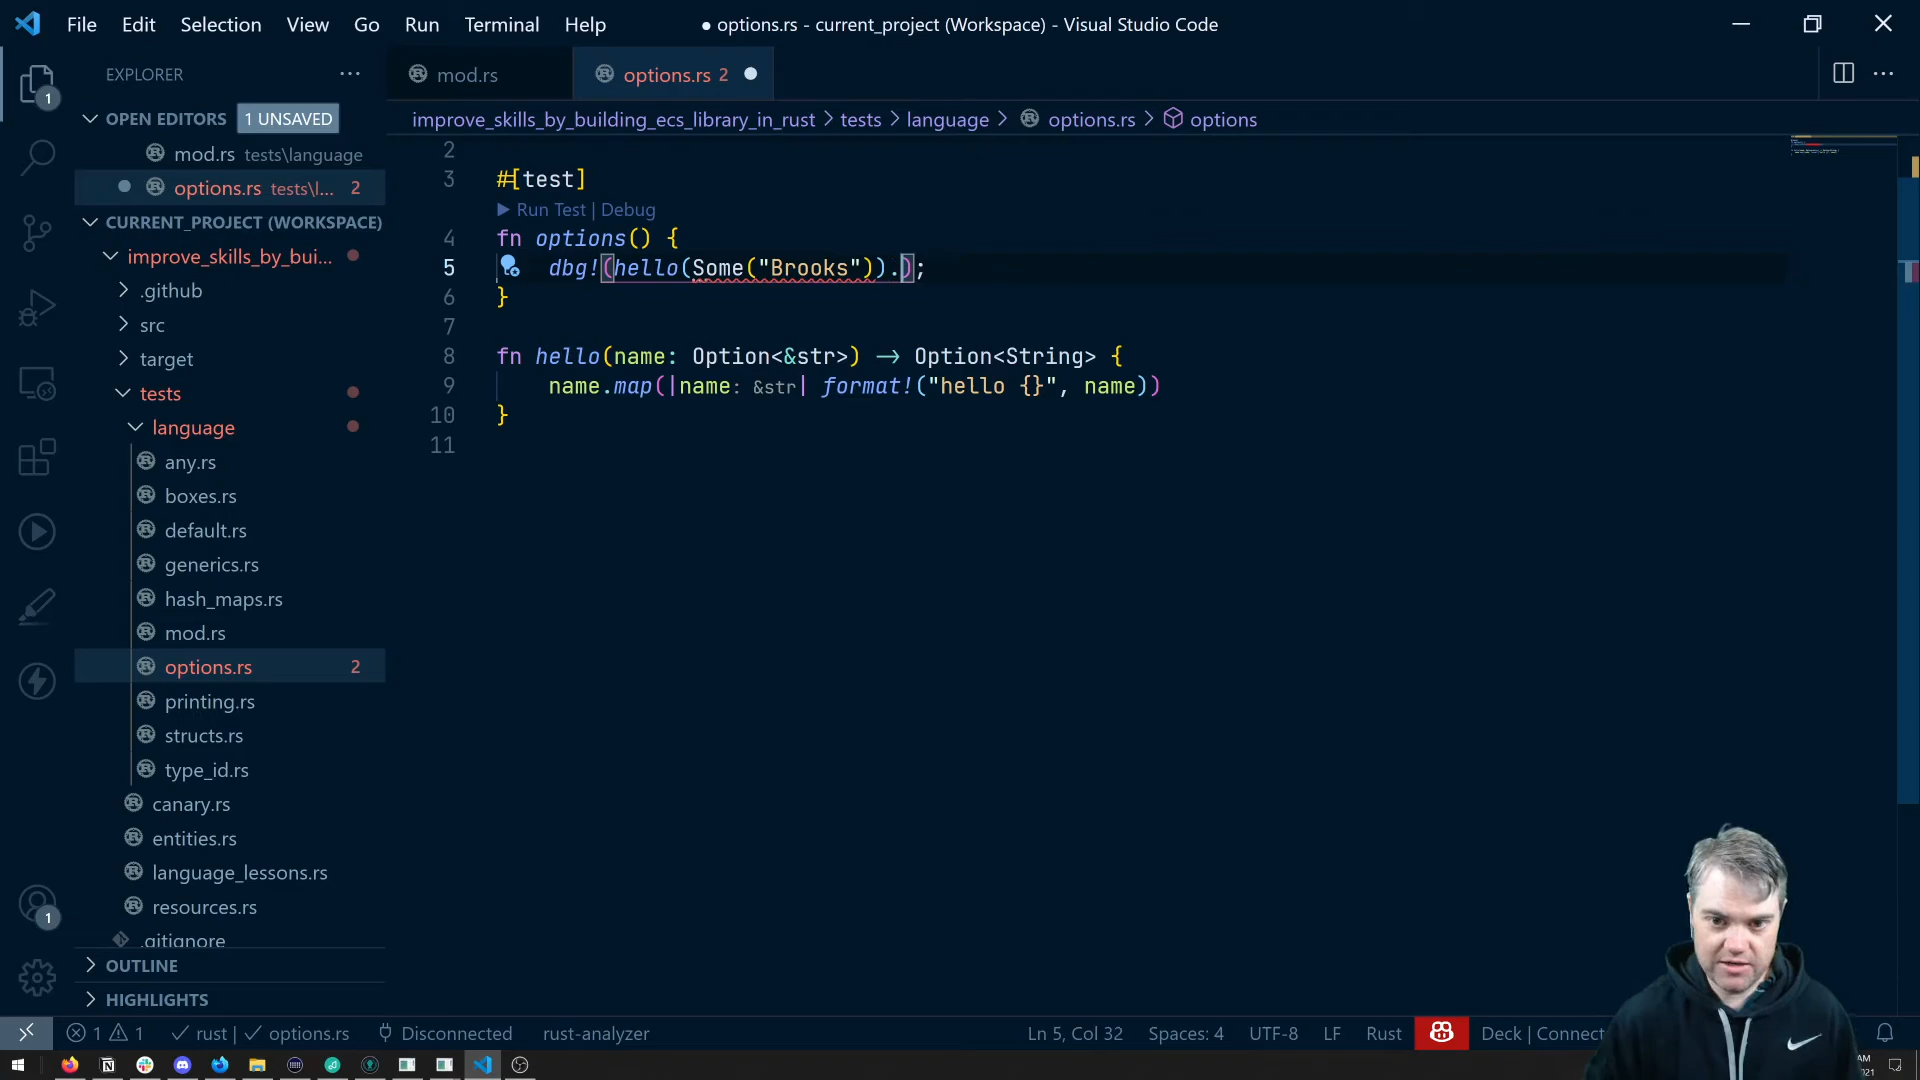 File Edit Selection View Go Run Terminal Help
● options.rs - current_project (Workspace) - Visual Studio Code
EXPLORER
mod.rs
options.rs 2
OPEN EDITORS 1 UNSAVED
improve_skills_by_building_ecs_library_in_rust > tests > language > options.rs > options
mod.rs tests\language
options.rs tests\l... 2
CURRENT_PROJECT (WORKSPACE)
improve_skills_by_bui...
.github
src
target
tests
language
any.rs
boxes.rs
default.rs
generics.rs
hash_maps.rs
mod.rs
options.rs 2
printing.rs
structs.rs
type_id.rs
canary.rs
entities.rs
language_lessons.rs
resources.rs
.gitignore
OUTLINE
HIGHLIGHTS
1
1
2
3 #[test]
Run Test | Debug
4 fn options() {
5 dbg!(hello(Some("Brooks")).);
6 }
7
8 fn hello(name: Option<&str>) -> Option<String> {
9 name.map(|name: &str| format!("hello {}", name))
10 }
11
1 1 rust | options.rs Disconnected rust-analyzer
Ln 5, Col 32 Spaces: 4 UTF-8 LF Rust Deck | Connect
AM